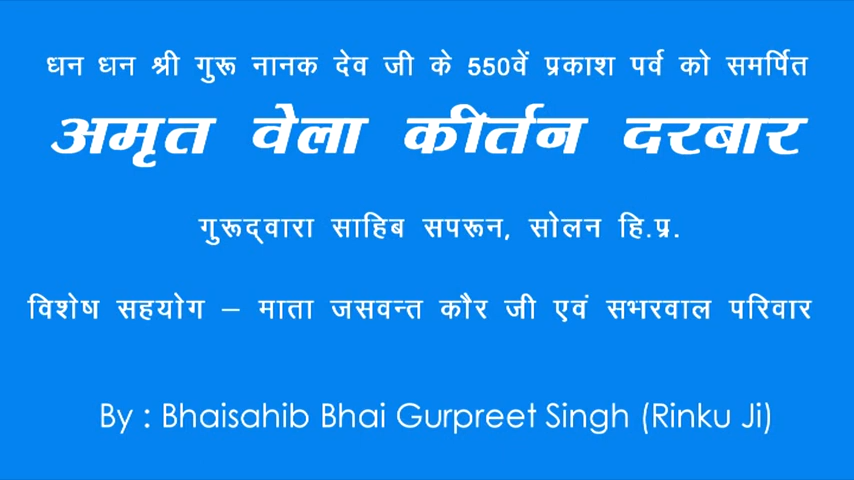 धन धन श्री गुरू नानक देव जी के 550वें प्रकाश पर्व को समर्पित
अमृत वेला कीर्तन दरबार
गुरूद्वारा साहिब सपरून, सोलन हि.प्र.
विशेष सहयोग – माता जसवन्त कौर जी एवं सभरवाल परिवार
By : Bhaisahib Bhai Gurpreet Singh (Rinku Ji)